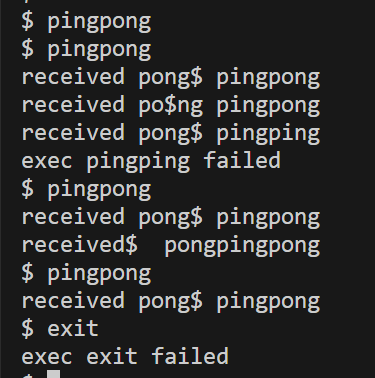 $ pingpong
$ pingpong
received pong$ pingpong
received po$ng pingpong
received pong$ pingping
exec pingping failed
$ pingpong
received pong$ pingpong
received$  pongpingpong
$ pingpong
received pong$ pingpong
$ exit
exec exit failed